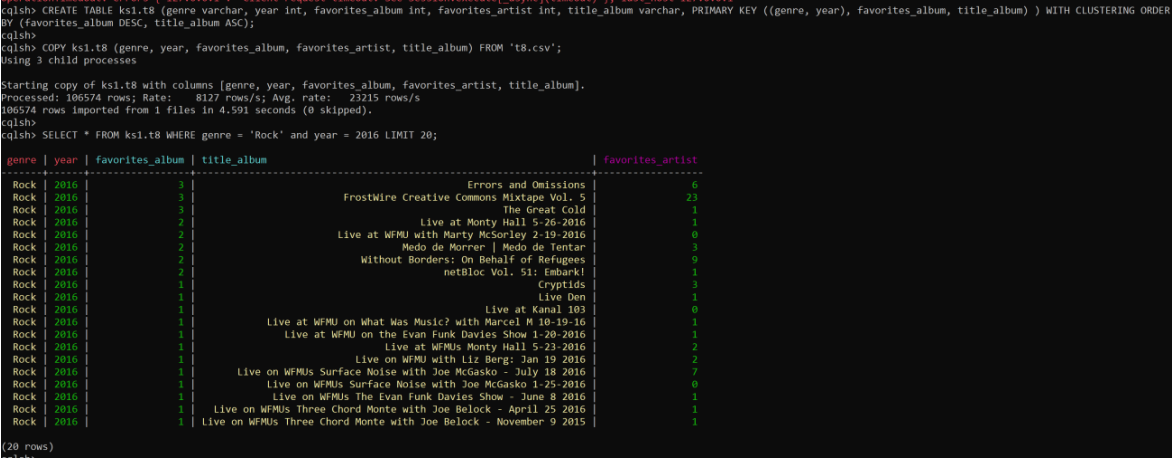 cqlsh> CREATE TABLE ks1.t8 (genre varchar, year int, favorites_album int, favorites_artist int, title_album varchar, PRIMARY KEY ((genre, year), favorites_album, title_album) ) WITH CLUSTERING ORDER
BY (favorites_album DESC, title_album ASC);
cqlsh>
cqlsh> COPY ks1.t8 (genre, year, favorites_album, favorites_artist, title_album) FROM 't8.csv';
Using 3 child processes
Starting copy of ks1.t8 with columns [genre, year, favorites_album, favorites_artist, title_album].
Processed: 106574 rows; Rate: 8127 rows/s; Avg. rate: 23215 rows/s
106574 rows imported from 1 files in 4.591 seconds (0 skipped).
cqlsh>
cqlsh> SELECT * FROM ks1.t8 WHERE genre = 'Rock' and year = 2016 LIMIT 20;
genre | year | favorites_album | title_album | favorites_artist
-------+------+-----------------+-----------------------------------------------------------------+------------------
Rock | 2016 | 3 | Errors and Omissions | 6
Rock | 2016 | 3 | FrostWire Creative Commons Mixtape Vol. 5 | 23
Rock | 2016 | 3 | The Great Cold | 1
Rock | 2016 | 2 | Live at Monty Hall 5-26-2016 | 1
Rock | 2016 | 2 | Live at WFMU with Marty McSorley 2-19-2016 | 0
Rock | 2016 | 2 | Medo de Morrer | Medo de Tentar | 3
Rock | 2016 | 2 | Without Borders: On Behalf of Refugees | 9
Rock | 2016 | 2 | netBloc Vol. 51: Embark! | 1
Rock | 2016 | 1 | Cryptids | 3
Rock | 2016 | 1 | Live Den | 1
Rock | 2016 | 1 | Live at Kanal 103 | 0
Rock | 2016 | 1 | Live at WFMU on What Was Music? with Marcel M 10-19-16 | 1
Rock | 2016 | 1 | Live at WFMU on the Evan Funk Davies Show 1-20-2016 | 1
Rock | 2016 | 1 | Live at WFMUs Monty Hall 5-23-2016 | 2
Rock | 2016 | 1 | Live on WFMU with Liz Berg: Jan 19 2016 | 2
Rock | 2016 | 1 | Live on WFMUs Surface Noise with Joe McGasko - July 18 2016 | 7
Rock | 2016 | 1 | Live on WFMUs Surface Noise with Joe McGasko 1-25-2016 | 0
Rock | 2016 | 1 | Live on WFMUs The Evan Funk Davies Show - June 8 2016 | 1
Rock | 2016 | 1 | Live on WFMUs Three Chord Monte with Joe Belock - April 25 2016 | 1
Rock | 2016 | 1 | Live on WFMUs Three Chord Monte with Joe Belock - November 9 2015 | 1
(20 rows)